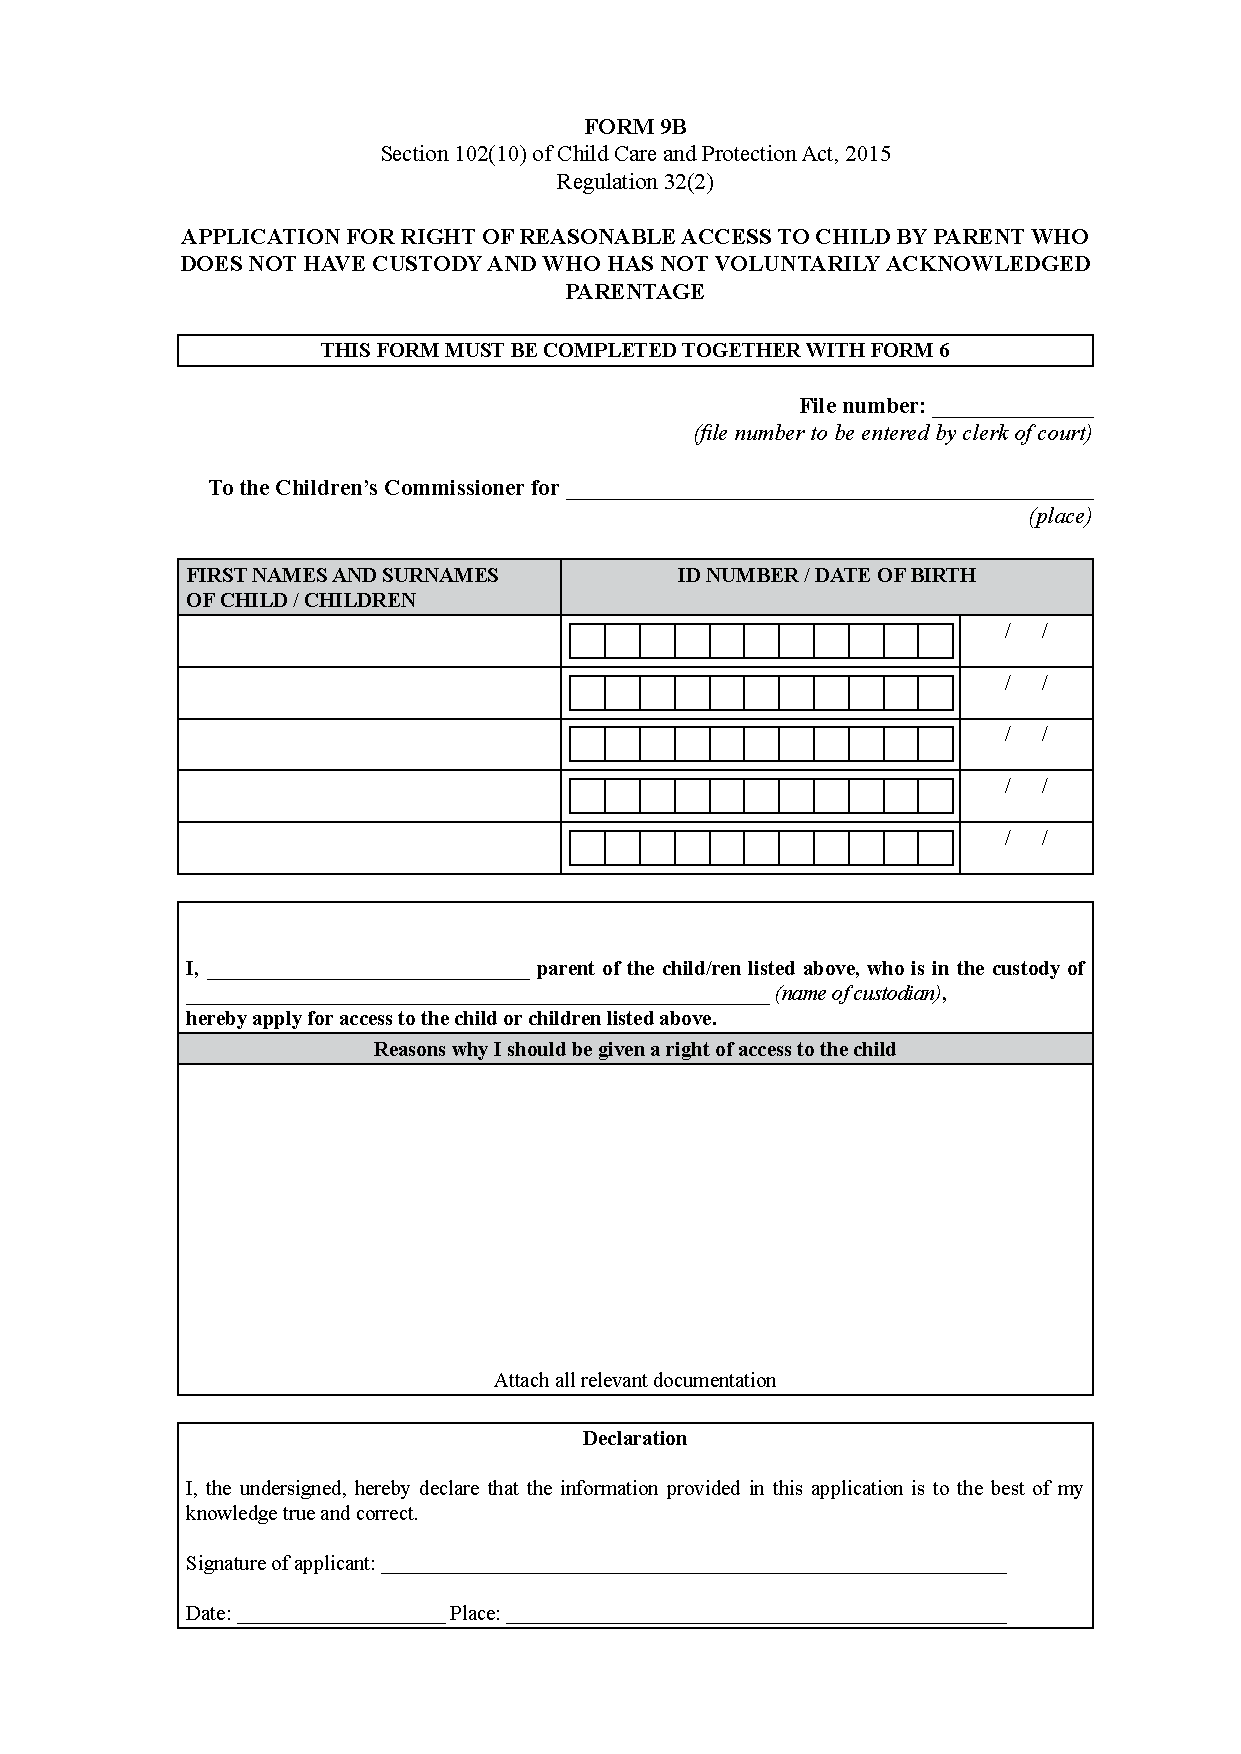 FORM 9B
Section 102(10) of Child Care and Protection Act, 2015
Regulation 32(2)
APPLICATION FOR RIGHT OF REASONABLE ACCESS TO CHILD BY PARENT WHO
DOES NOT HAVE CUSTODY AND WHO HAS NOT VOLUNTARILY ACKNOWLEDGED
PARENTAGE
THIS FORM MUST BE COMPLETED TOGETHER WITH FORM 6
File number: _______________
(file number to be entered by clerk of court)
To the Children’s Commissioner for ________________________________________________
(place)
FIRST NAMES AND SURNAMES
OF CHILD / CHILDREN
ID NUMBER / DATE OF BIRTH
/ /
/ /
/ /
/ /
/ /
I, _______________________________ parent of the child/ren listed above, who is in the custody of
________________________________________________________ (name of custodian),
hereby apply for access to the child or children listed above.
Reasons why I should be given a right of access to the child
Attach all relevant documentation
Declaration
I, the undersigned, hereby declare that the information provided in this application is to the best of my
knowledge true and correct.
Signature of applicant: ____________________________________________________________
Date: ____________________ Place: ________________________________________________